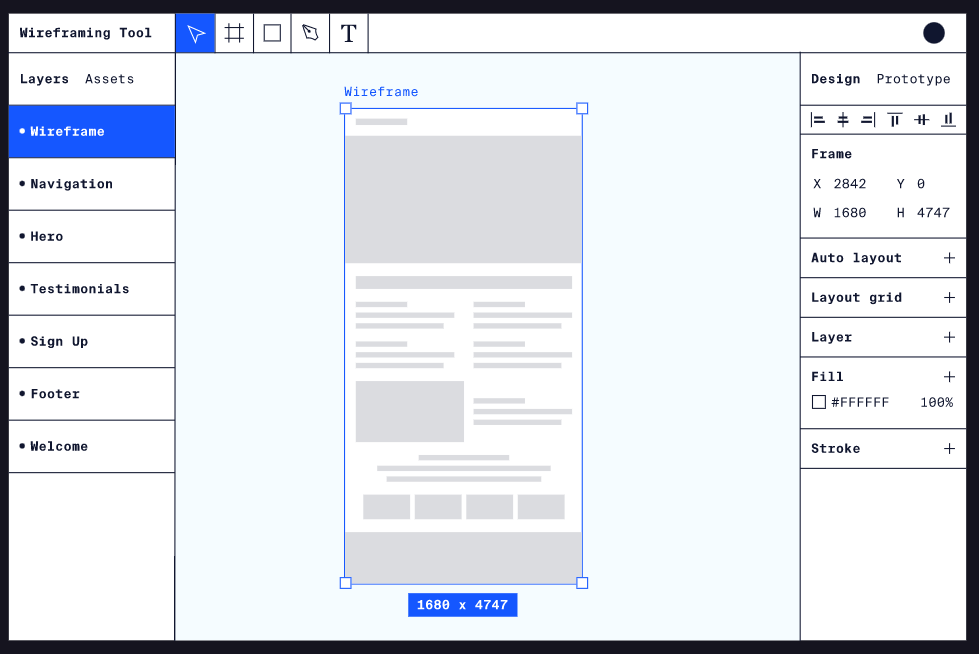 Wireframing Tool
T
Layers Assets
Wireframe
Navigation
Hero
Testimonials
Sign Up
Footer
Welcome
Wireframe
1680 x 4747
Design Prototype
Frame
X 2842 Y 0
W 1680 H 4747
Auto layout
Layout grid
Layer
Fill
#FFFFFF 100%
Stroke